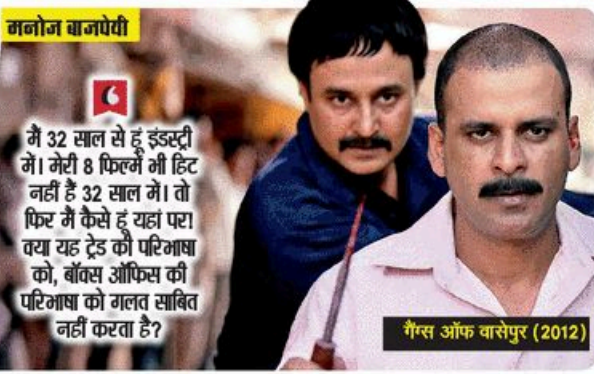 मनोज बाजपेयी
मैं 32 साल से हूं इंडस्ट्री
में। मेरी 8 फिल्में भी हिट
नहीं हैं 32 साल में। तो
फिर मैं कैसे हूं यहां पर!
क्या यह ट्रेड की परिभाषा
को, बॉक्स ऑफिस की
परिभाषा को गलत साबित
नहीं करता है?
गैंग्स ऑफ वासेपुर (2012)